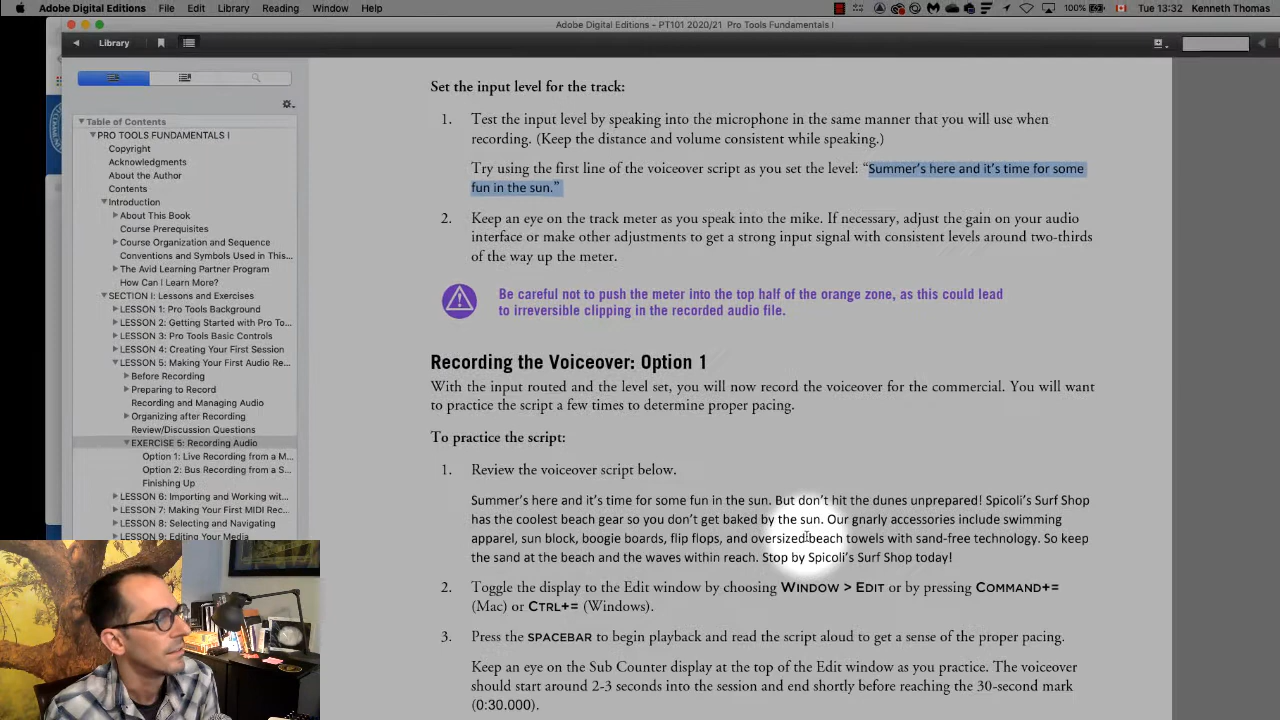 Adobe Digital Editions File Edit Library Reading Window Help 100% Tue 13:32 Kenneth Thomas
Adobe Digital Editions - PT101 2020/21 Pro Tools Fundamentals I
Library
Table of Contents
PRO TOOLS FUNDAMENTALS I
Copyright
Acknowledgments
About the Author
Contents
Introduction
About This Book
Course Prerequisites
Course Organization and Sequence
Conventions and Symbols Used in This...
The Avid Learning Partner Program
How Can I Learn More?
SECTION I: Lessons and Exercises
LESSON 1: Pro Tools Background
LESSON 2: Getting Started with Pro To...
LESSON 3: Pro Tools Basic Controls
LESSON 4: Creating Your First Session
LESSON 5: Making Your First Audio Re...
Before Recording
Preparing to Record
Recording and Managing Audio
Organizing after Recording
Review/Discussion Questions
EXERCISE 5: Recording Audio
Option 1: Live Recording from a M...
Option 2: Bus Recording from a S...
Finishing Up
LESSON 6: Importing and Working wit...
LESSON 7: Making Your First MIDI Rec...
LESSON 8: Selecting and Navigating
LESSON 9: Editing Your Media
Set the input level for the track:
1. Test the input level by speaking into the microphone in the same manner that you will use when
recording. (Keep the distance and volume consistent while speaking.)
Try using the first line of the voiceover script as you set the level: “Summer’s here and it’s time for some
fun in the sun.”
2. Keep an eye on the track meter as you speak into the mike. If necessary, adjust the gain on your audio
interface or make other adjustments to get a strong input signal with consistent levels around two-thirds
of the way up the meter.
Be careful not to push the meter into the top half of the orange zone, as this could lead
to irreversible clipping in the recorded audio file.
Recording the Voiceover: Option 1
With the input routed and the level set, you will now record the voiceover for the commercial. You will want
to practice the script a few times to determine proper pacing.
To practice the script:
1. Review the voiceover script below.
Summer’s here and it’s time for some fun in the sun. But don’t hit the dunes unprepared! Spicoli’s Surf Shop
has the coolest beach gear so you don’t get baked by the sun. Our gnarly accessories include swimming
apparel, sun block, boogie boards, flip flops, and oversized beach towels with sand-free technology. So keep
the sand at the beach and the waves within reach. Stop by Spicoli’s Surf Shop today!
2. Toggle the display to the Edit window by choosing WINDOW > EDIT or by pressing COMMAND+=
(Mac) or CTRL+= (Windows).
3. Press the SPACEBAR to begin playback and read the script aloud to get a sense of the proper pacing.
Keep an eye on the Sub Counter display at the top of the Edit window as you practice. The voiceover
should start around 2-3 seconds into the session and end shortly before reaching the 30-second mark
(0:30.000).